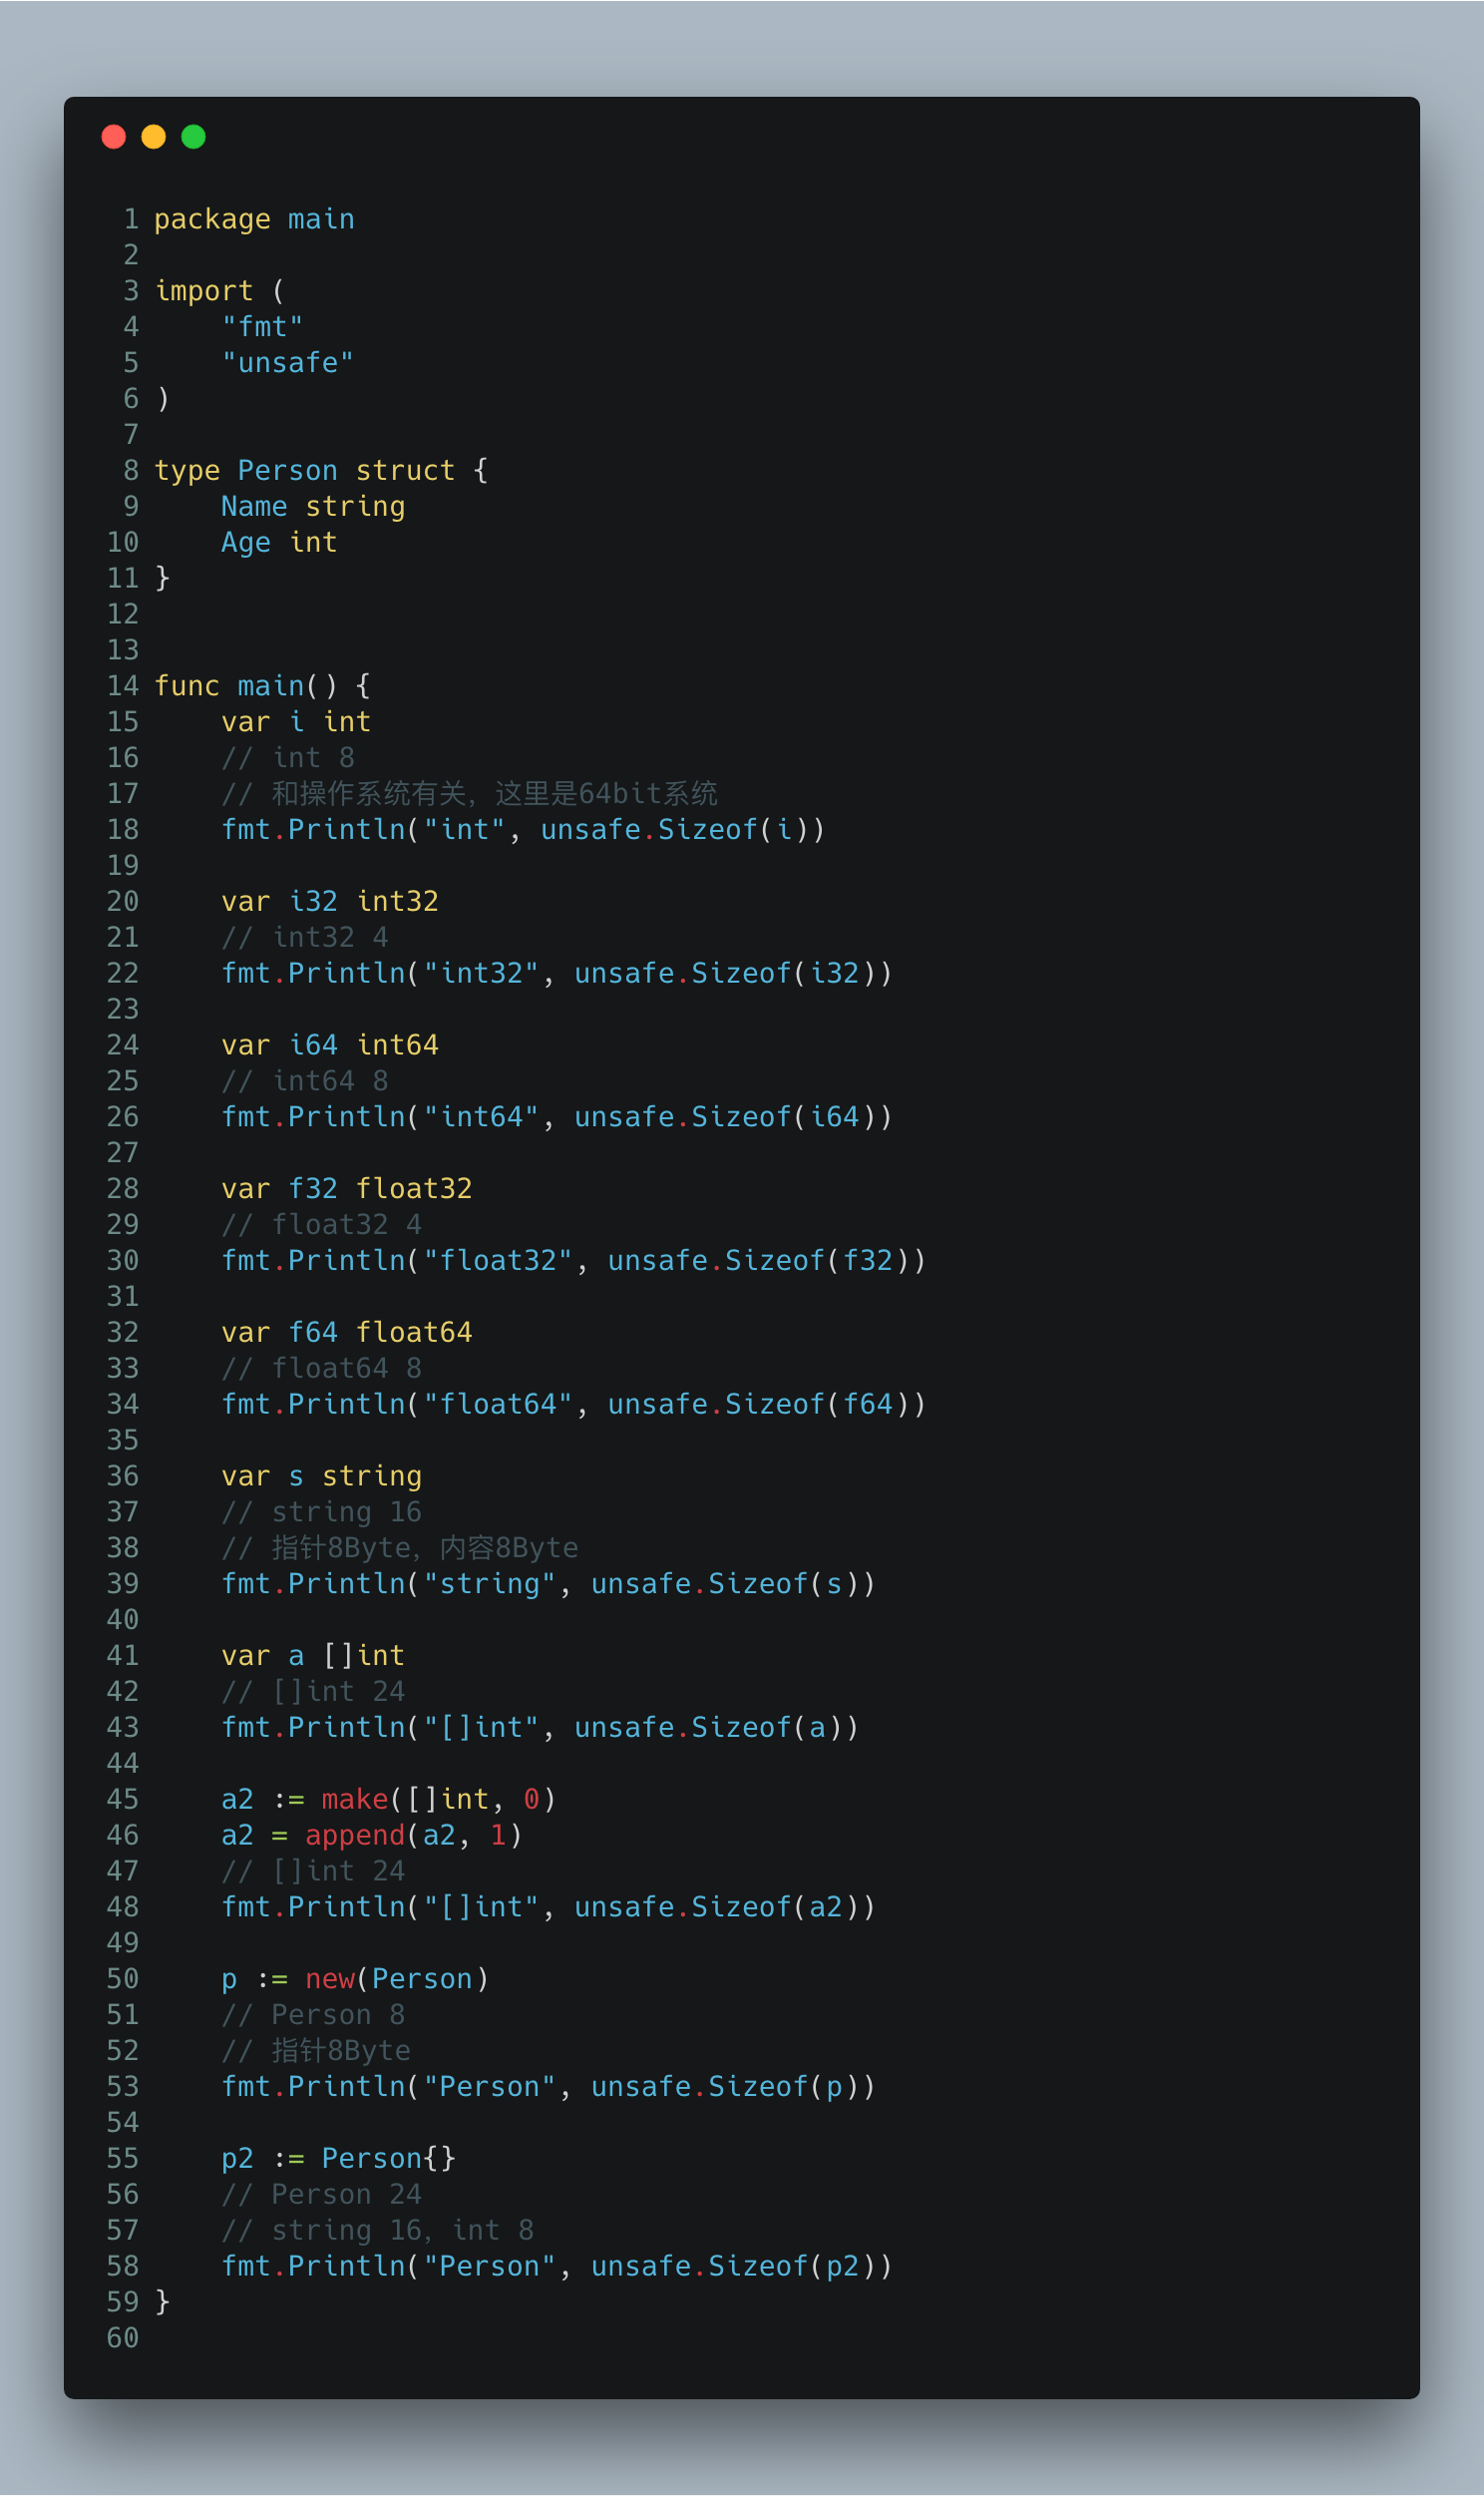 1 package main
2
3 import (
4     "fmt"
5     "unsafe"
6 )
7
8 type Person struct {
9     Name string
10     Age int
11 }
12
13
14 func main() {
15     var i int
16     // int 8
17     // 和操作系统有关，这里是64bit系统
18     fmt.Println("int", unsafe.Sizeof(i))
19
20     var i32 int32
21     // int32 4
22     fmt.Println("int32", unsafe.Sizeof(i32))
23
24     var i64 int64
25     // int64 8
26     fmt.Println("int64", unsafe.Sizeof(i64))
27
28     var f32 float32
29     // float32 4
30     fmt.Println("float32", unsafe.Sizeof(f32))
31
32     var f64 float64
33     // float64 8
34     fmt.Println("float64", unsafe.Sizeof(f64))
35
36     var s string
37     // string 16
38     // 指针8Byte，内容8Byte
39     fmt.Println("string", unsafe.Sizeof(s))
40
41     var a []int
42     // []int 24
43     fmt.Println("[]int", unsafe.Sizeof(a))
44
45     a2 := make([]int, 0)
46     a2 = append(a2, 1)
47     // []int 24
48     fmt.Println("[]int", unsafe.Sizeof(a2))
49
50     p := new(Person)
51     // Person 8
52     // 指针8Byte
53     fmt.Println("Person", unsafe.Sizeof(p))
54
55     p2 := Person{}
56     // Person 24
57     // string 16，int 8
58     fmt.Println("Person", unsafe.Sizeof(p2))
59 }
60